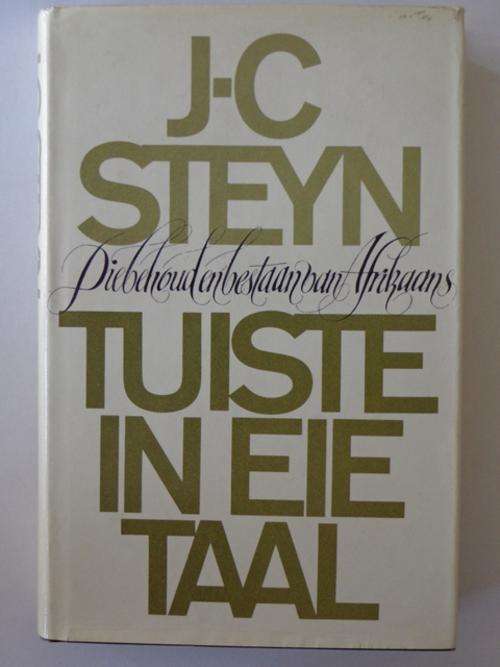 J-C
STEYN
Die behoud en bestaan van Afrikaans
TUISTE
IN EIE
TAAL